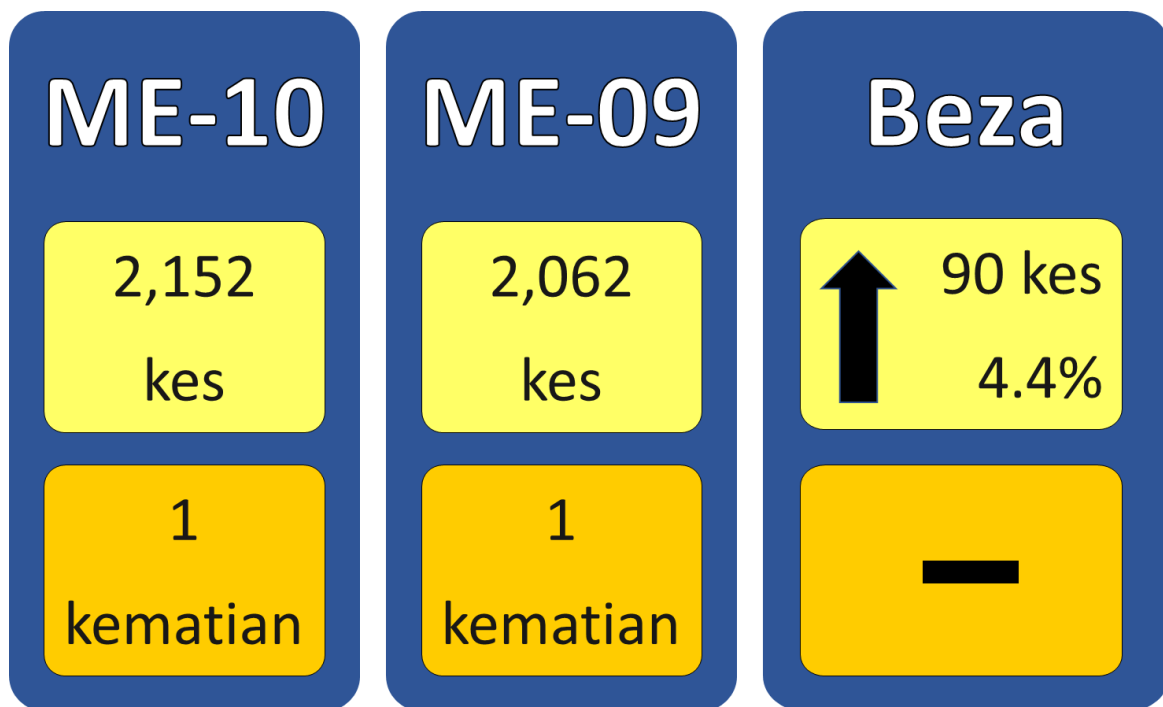 ME-10
2,152
kes
1
kematian
ME-09
2,062
kes
1
kematian
Beza
90 kes
4.4%